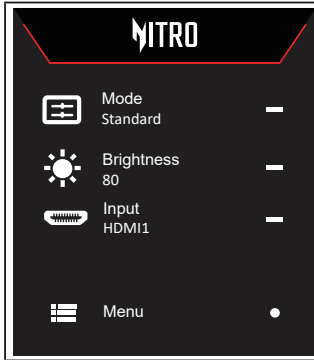 NITRO
Mode
Standard
Brightness
80
Input
HDMI1
Menu